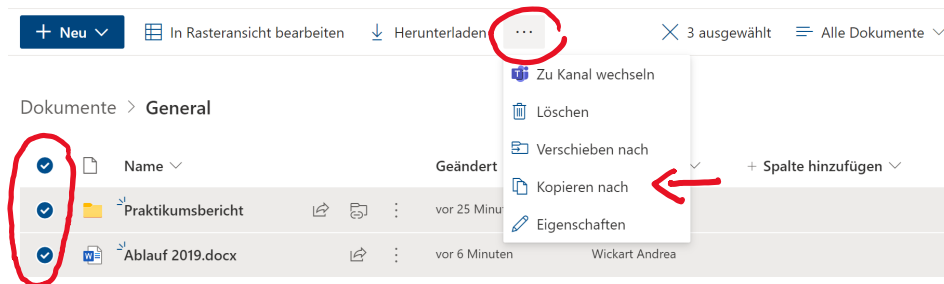 + Neu In Rasteransicht bearbeiten Herunterladen ... 3 ausgewählt Alle Dokumente
Zu Kanal wechseln
Löschen
Verschieben nach
Kopieren nach
Eigenschaften
Dokumente > General
Name Geändert + Spalte hinzufügen
Praktikumsbericht vor 25 Minu
W Ablauf 2019.docx vor 6 Minuten Wickart Andrea